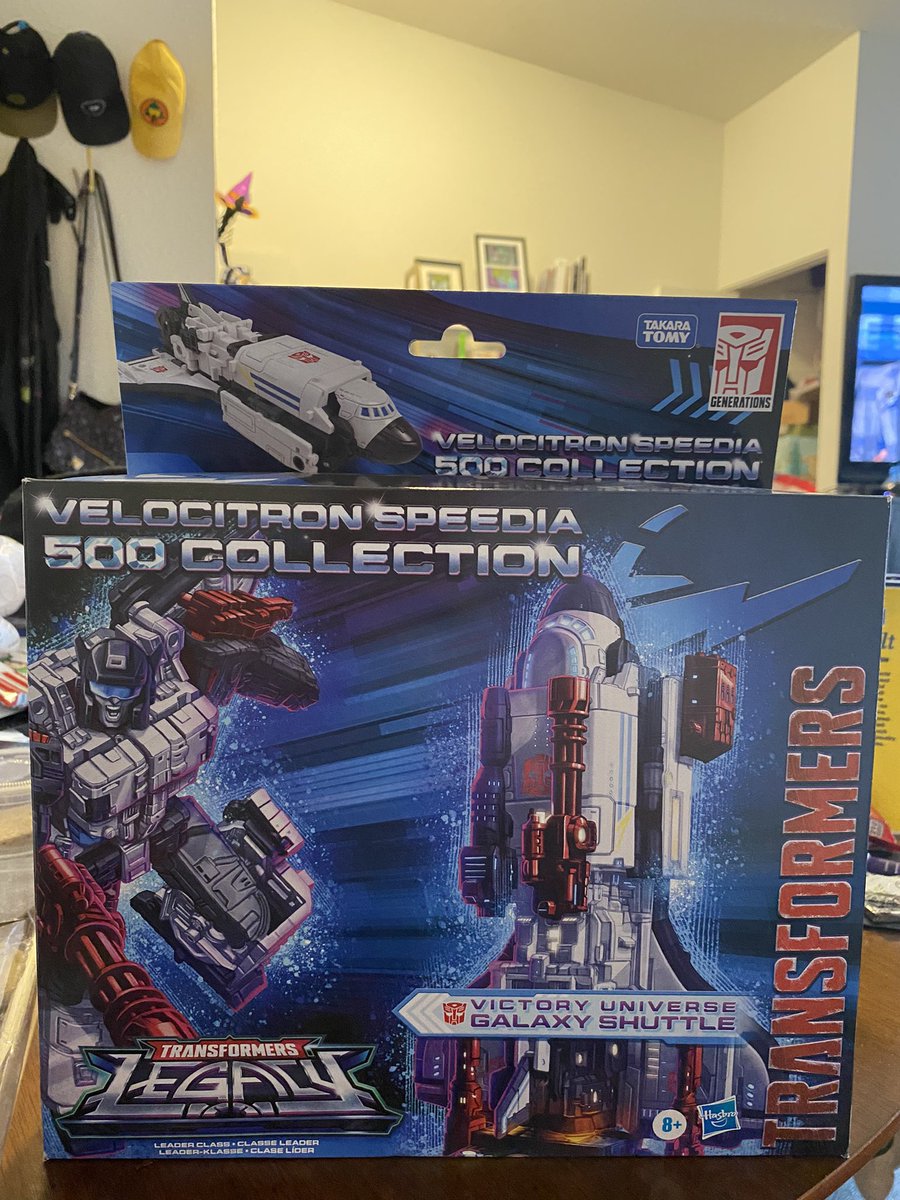 TAKARA
TOMY
GENERATIONS
VELOCITRON SPEEDIA
500 COLLECTION
VELOCITRON SPEEDIA
500 COLLECTION
TRANSFORMERS
VICTORY UNIVERSE
GALAXY SHUTTLE
TRANSFORMERS
LEGACY
8+
Hasbro
LEADER CLASS • CLASSE LEADER
LEADER-KLASSE • CLASE LÍDER